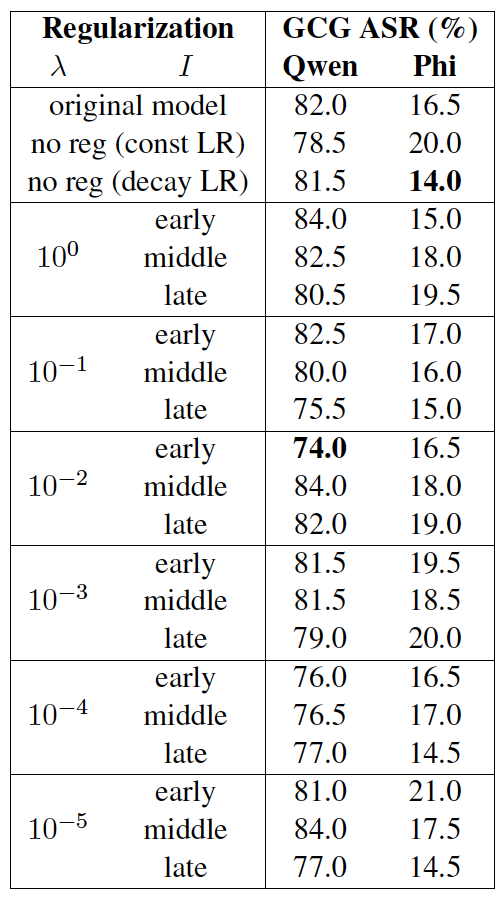 Regularization GCG ASR (%)
λ I Qwen Phi
original model 82.0 16.5
no reg (const LR) 78.5 20.0
no reg (decay LR) 81.5 14.0
early 84.0 15.0
10⁰ middle 82.5 18.0
late 80.5 19.5
early 82.5 17.0
10⁻¹ middle 80.0 16.0
late 75.5 15.0
early 74.0 16.5
10⁻² middle 84.0 18.0
late 82.0 19.0
early 81.5 19.5
10⁻³ middle 81.5 18.5
late 79.0 20.0
early 76.0 16.5
10⁻⁴ middle 76.5 17.0
late 77.0 14.5
early 81.0 21.0
10⁻⁵ middle 84.0 17.5
late 77.0 14.5